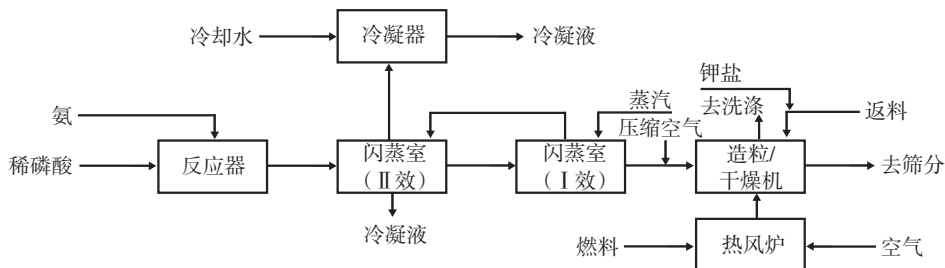 冷却水
冷凝器
冷凝液
钾盐
蒸汽
去洗涤
返料
氨
压缩空气
稀磷酸
反应器
闪蒸室
（Ⅱ效）
闪蒸室
（Ⅰ效）
造粒/
干燥机
去筛分
冷凝液
燃料
热风炉
空气